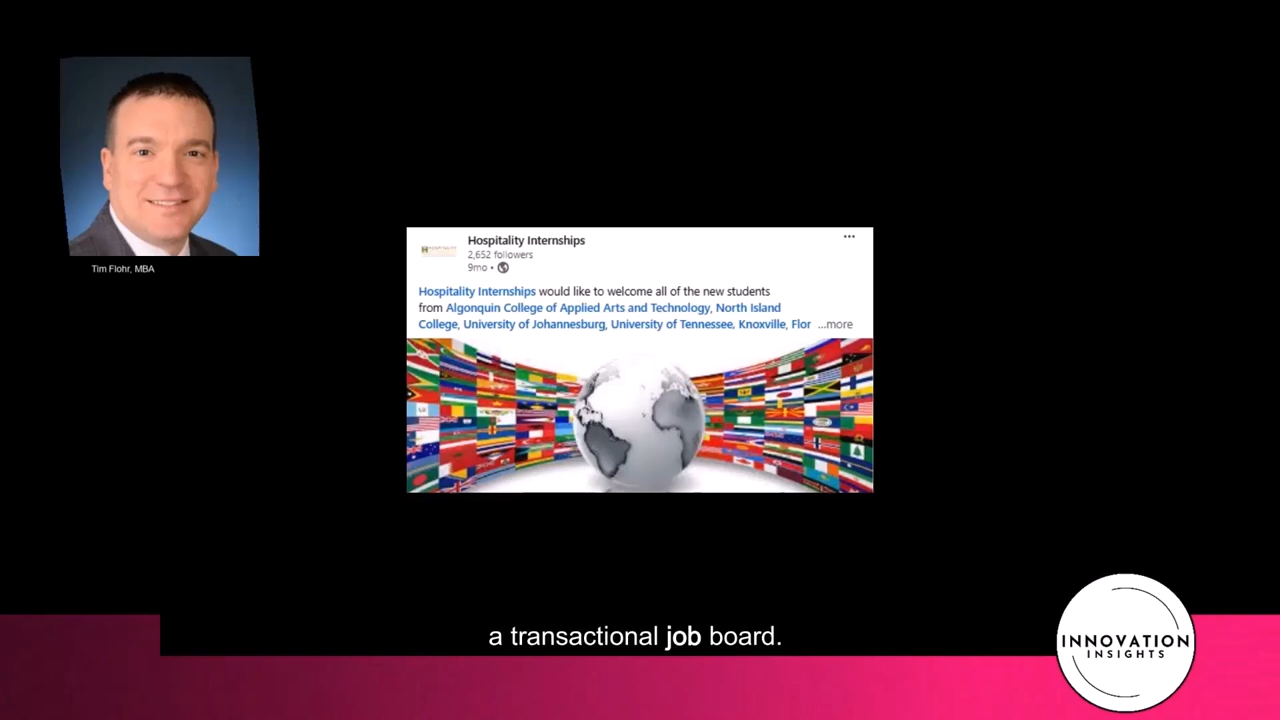 Tim Flohr, MBA
Hospitality Internships
2,652 followers
9mo •
Hospitality Internships would like to welcome all of the new students
from Algonquin College of Applied Arts and Technology, North Island
College, University of Johannesburg, University of Tennessee, Knoxville, Flor ...more
a transactional job board.
INNOVATION
INSIGHTS